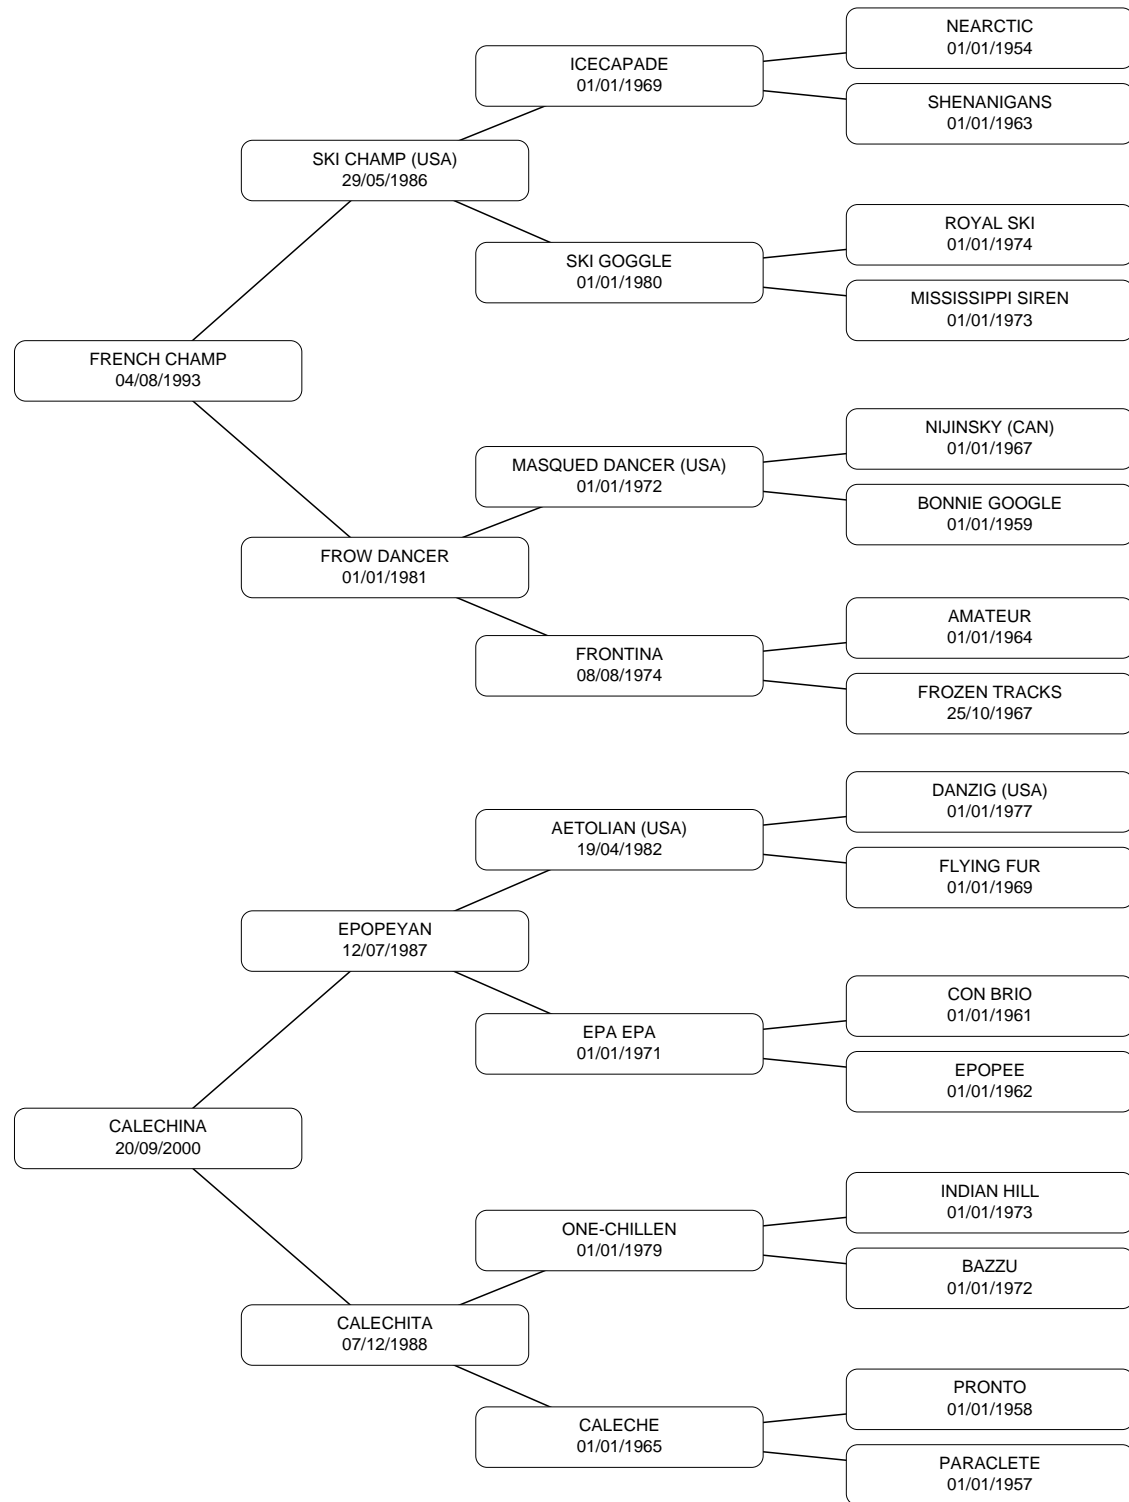 NEARCTIC
01/01/1954
ICECAPADE
01/01/1969
SHENANIGANS
01/01/1963
SKI CHAMP (USA)
29/05/1986
ROYAL SKI
01/01/1974
SKI GOGGLE
01/01/1980
MISSISSIPPI SIREN
01/01/1973
FRENCH CHAMP
04/08/1993
NIJINSKY (CAN)
01/01/1967
MASQUED DANCER (USA)
01/01/1972
BONNIE GOOGLE
01/01/1959
FROW DANCER
01/01/1981
AMATEUR
01/01/1964
FRONTINA
08/08/1974
FROZEN TRACKS
25/10/1967
DANZIG (USA)
01/01/1977
AETOLIAN (USA)
19/04/1982
FLYING FUR
01/01/1969
EPOPEYAN
12/07/1987
CON BRIO
01/01/1961
EPA EPA
01/01/1971
EPOPEE
01/01/1962
CALECHINA
20/09/2000
INDIAN HILL
01/01/1973
ONE-CHILLEN
01/01/1979
BAZZU
01/01/1972
CALECHITA
07/12/1988
PRONTO
01/01/1958
CALECHE
01/01/1965
PARACLETE
01/01/1957